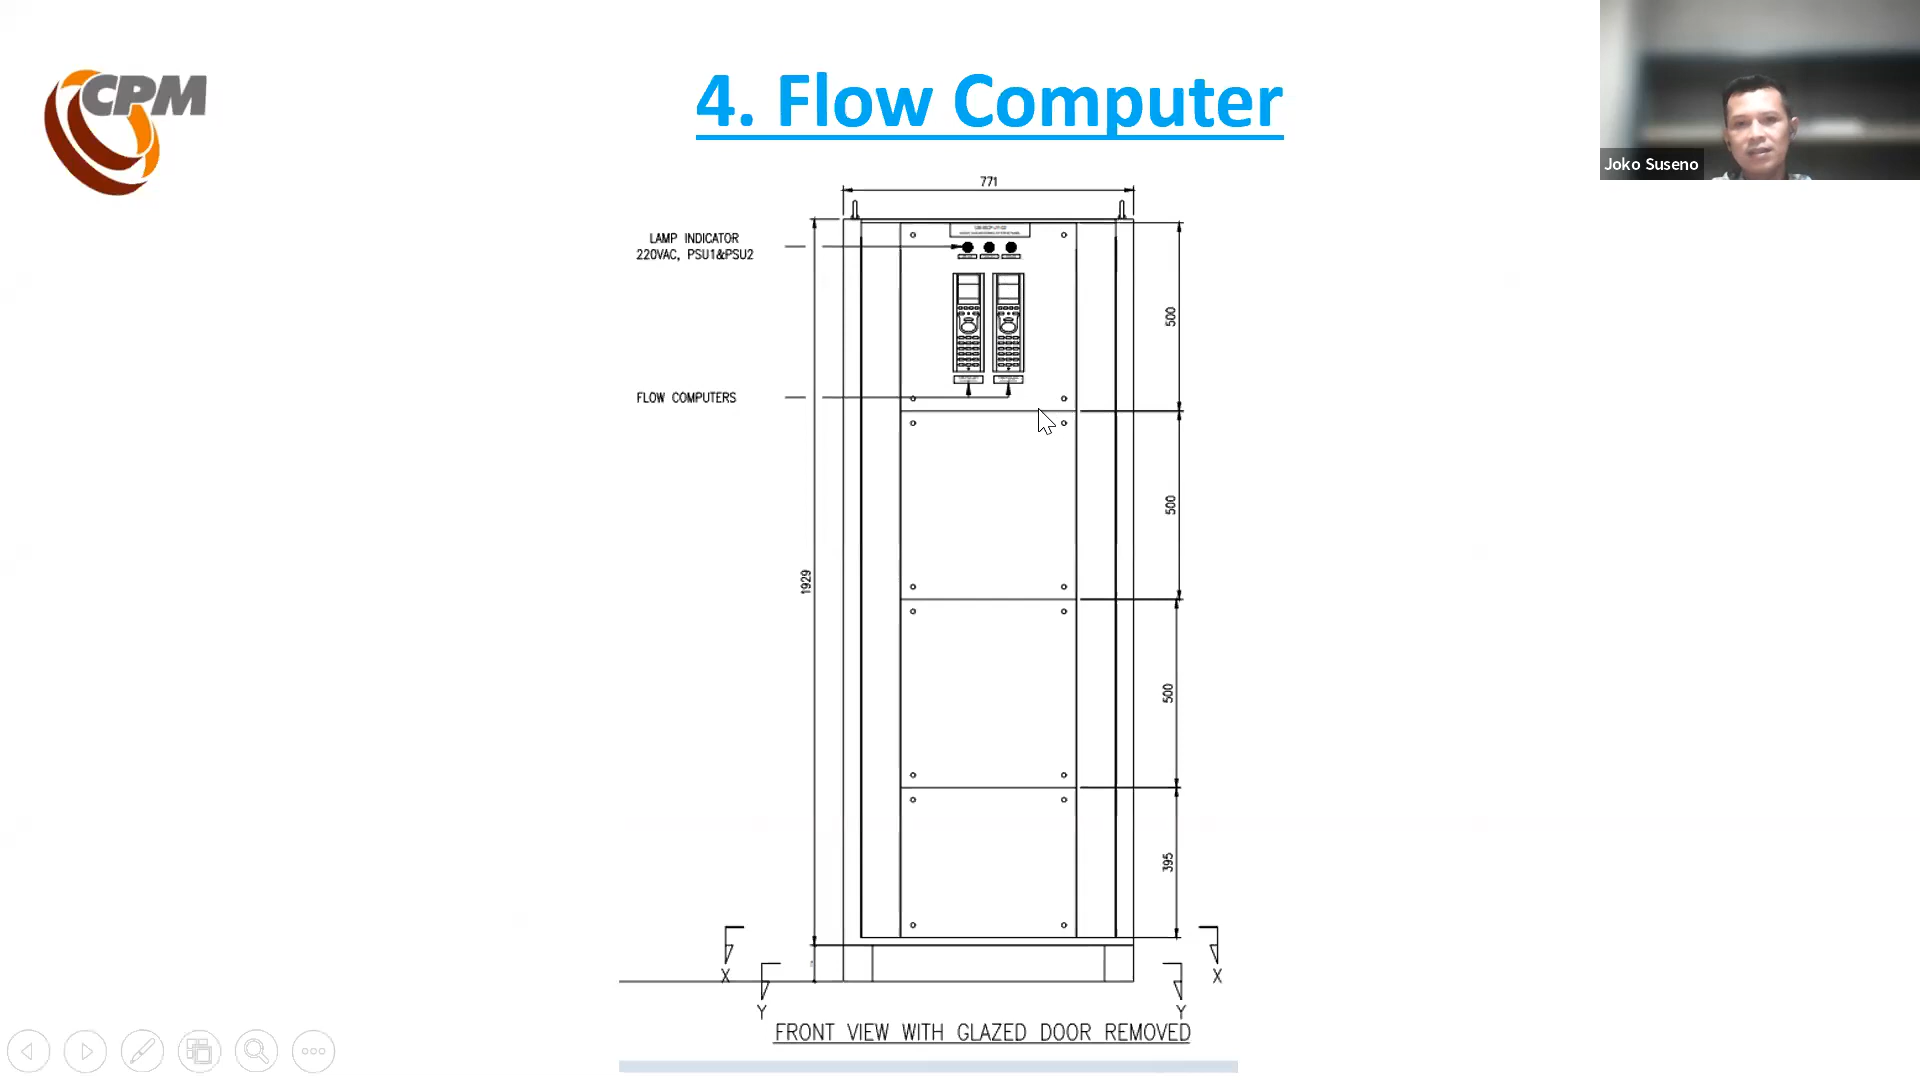 CPM
4. Flow Computer
Joko Suseno
771
LAMP INDICATOR
220VAC, PSU1&PSU2
500
FLOW COMPUTERS
500
1929
500
395
X
X
Y
Y
FRONT VIEW WITH GLAZED DOOR REMOVED